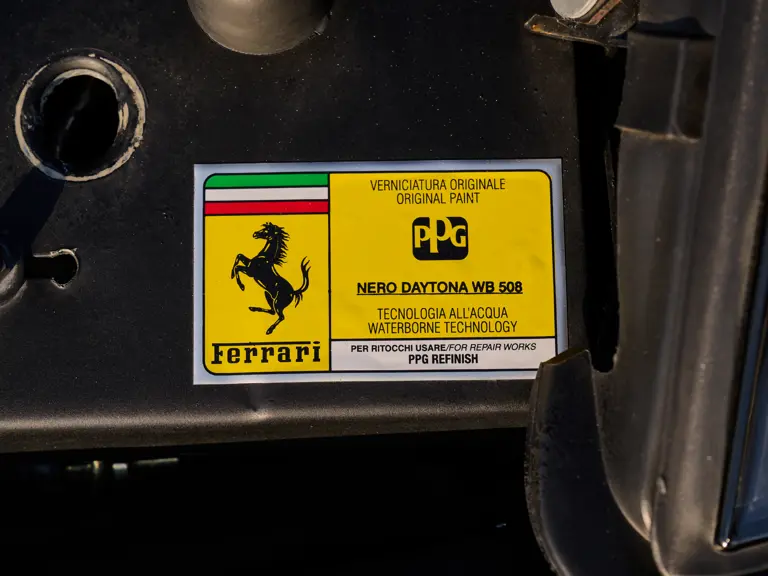 VERNICIATURA ORIGINALE
ORIGINAL PAINT
PPG
NERO DAYTONA WB 508
TECNOLOGIA ALL'ACQUA
WATERBORNE TECHNOLOGY
Ferrari
PER RITOCCHI USARE/FOR REPAIR WORKS
PPG REFINISH